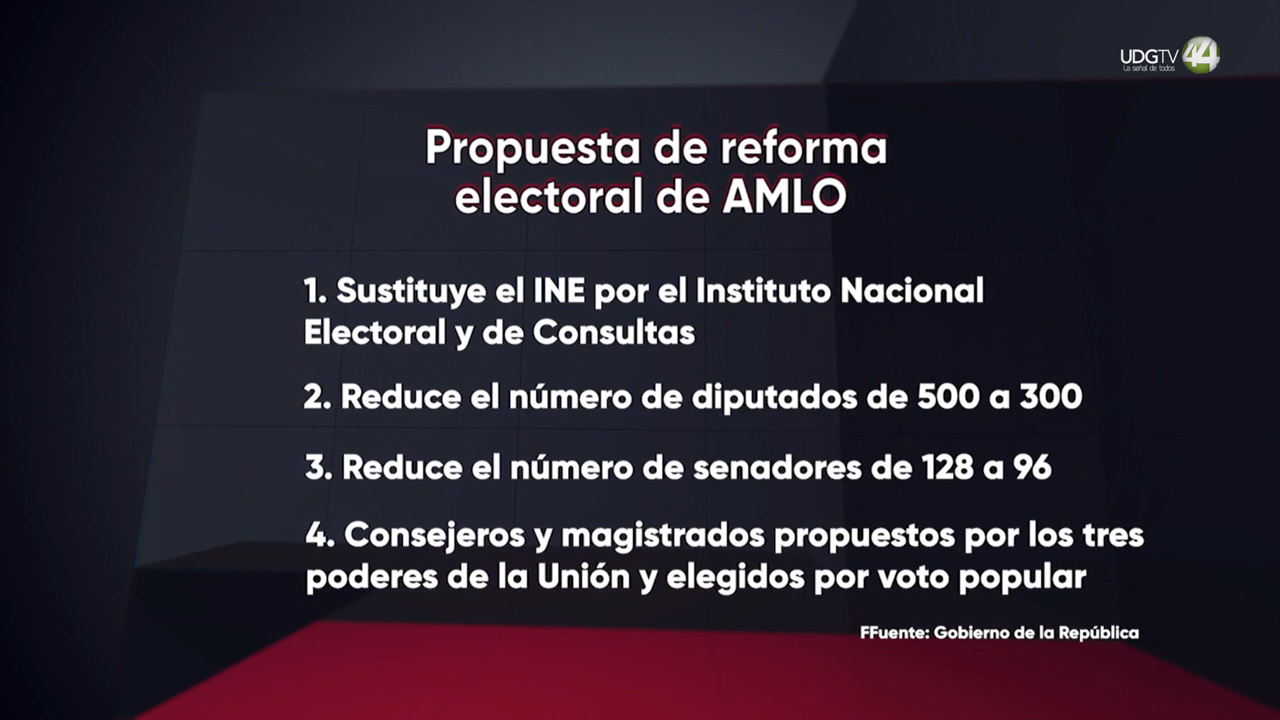 UDGTV 44
La señal de todos
Propuesta de reforma
electoral de AMLO
1. Sustituye el INE por el Instituto Nacional
Electoral y de Consultas
2. Reduce el número de diputados de 500 a 300
3. Reduce el número de senadores de 128 a 96
4. Consejeros y magistrados propuestos por los tres
poderes de la Unión y elegidos por voto popular
FFuente: Gobierno de la República